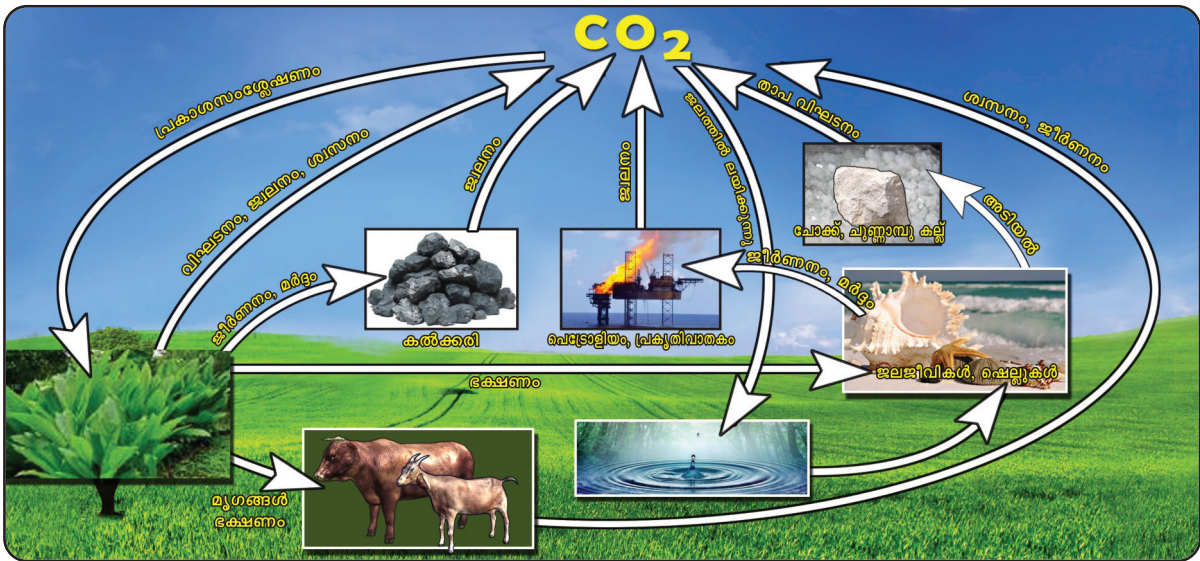 CO2
പ്രകാശസംശ്ലേഷണം
വിഘടനം, ജ്വലനം, ശ്വസനം
ജ്വലനം
ജ്വലനം
ജലത്തിൽ ലയിക്കുന്നു
താപ വിഘടനം
ശ്വസനം, ജീർണനം
ചോക്ക്, ചുണ്ണാമ്പു കല്ല്
അടിയൽ
ജീർണനം, മർദ്ദം
ജീർണനം, മർദ്ദം
കൽക്കരി
പെട്രോളിയം, പ്രകൃതിവാതകം
ഭക്ഷണം
ജലജീവികൾ, ഷെല്ലുകൾ
മൃഗങ്ങൾ
ഭക്ഷണം